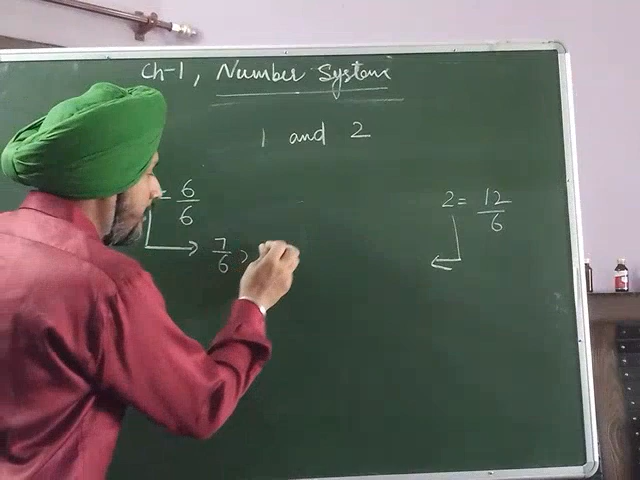 Ch-1, Number System
1 and 2
= 6/6
2 = 12/6
7/6,